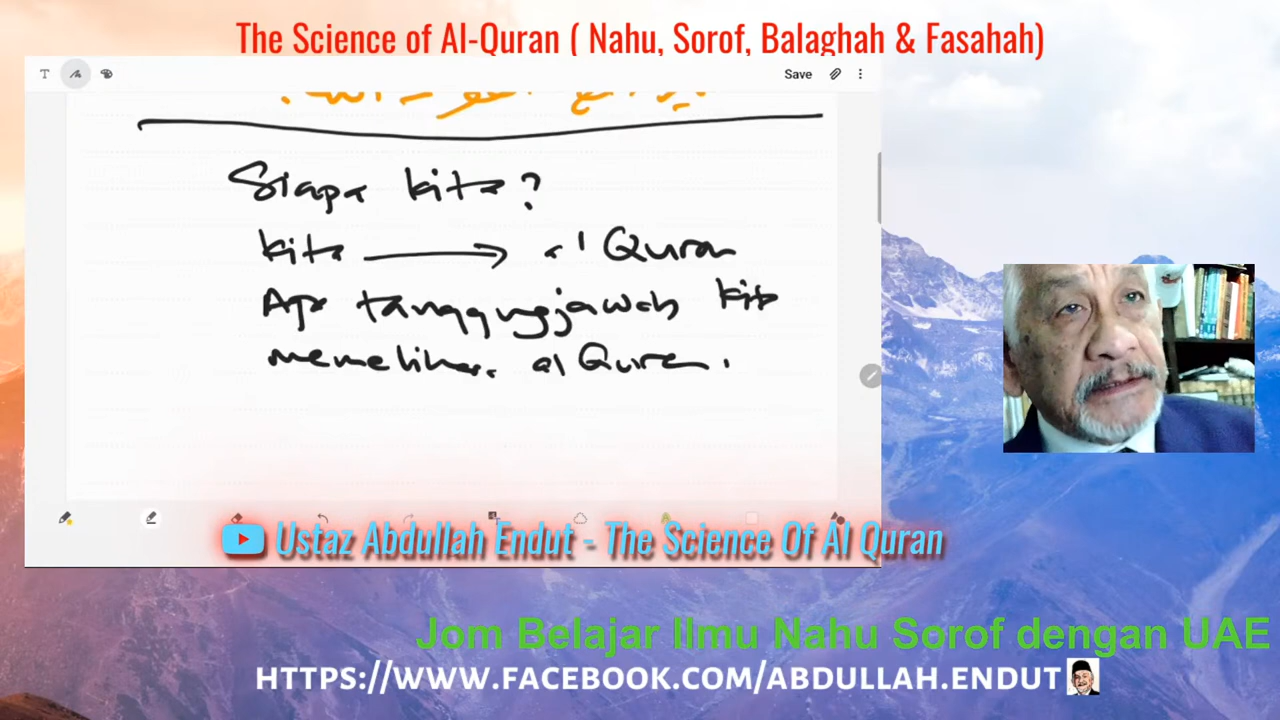 The Science of Al-Quran ( Nahu, Sorof, Balaghah & Fasahah)
T
Save
Siapa kita?
kita → al Quran
Apa tanggungjawab kita
memelihara al Quran.
Ustaz Abdullah Endut - The Science Of Al Quran
Jom Belajar Ilmu Nahu Sorof dengan UAE
HTTPS://WWW.FACEBOOK.COM/ABDULLAH.ENDUT